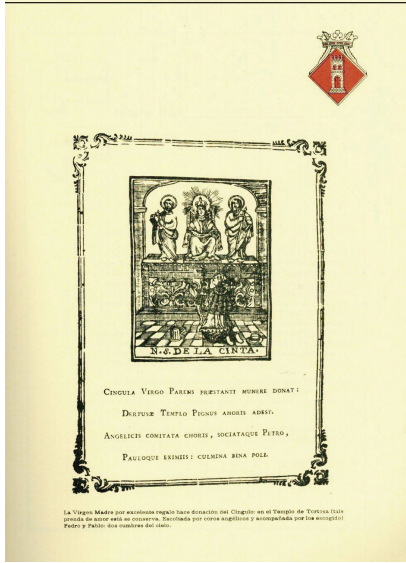 N. S. DE LA CINTA.
CINGULA VIRGO PARENS PRÆSTANTI MUNERE DONAT:
DERTUSÆ TEMPLO PIGNUS AMORIS ADEST.
ANGELICIS COMITATA CHORIS, SOCIATAQUE PETRO,
PAULOQUE EXIMIIS: CULMINA BINA POLI.
La Virgen Madre por excelente regalo hace donación del Cíngulo: en el Templo de Tortosa (tale
prenda de amor está se conserva. Escoltada por coros angélicos y acompañada por los escogido)
Pedro y Pablo: dos cumbres del cielo.